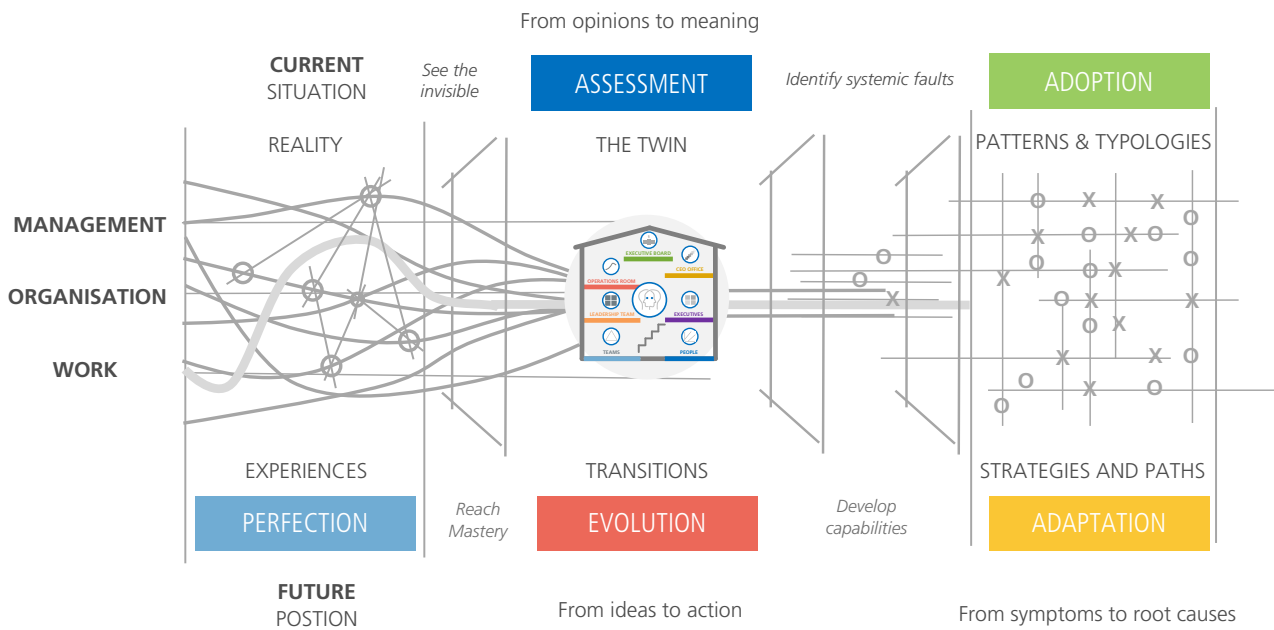 From opinions to meaning
CURRENT
SITUATION
See the
invisible
ASSESSMENT
Identify systemic faults
ADOPTION
REALITY
THE TWIN
PATTERNS & TYPOLOGIES
MANAGEMENT
ORGANISATION
WORK
EXECUTIVE BOARD
CEO OFFICE
OPERATIONS ROOM
LEADERSHIP TEAM
EXECUTIVES
TEAMS
PEOPLE
O X X
O
X O X O
O
O O X
X
O X X
O X
X X O
O X O
O
EXPERIENCES
TRANSITIONS
STRATEGIES AND PATHS
PERFECTION
Reach
Mastery
EVOLUTION
Develop
capabilities
ADAPTATION
FUTURE
POSTION
From ideas to action
From symptoms to root causes